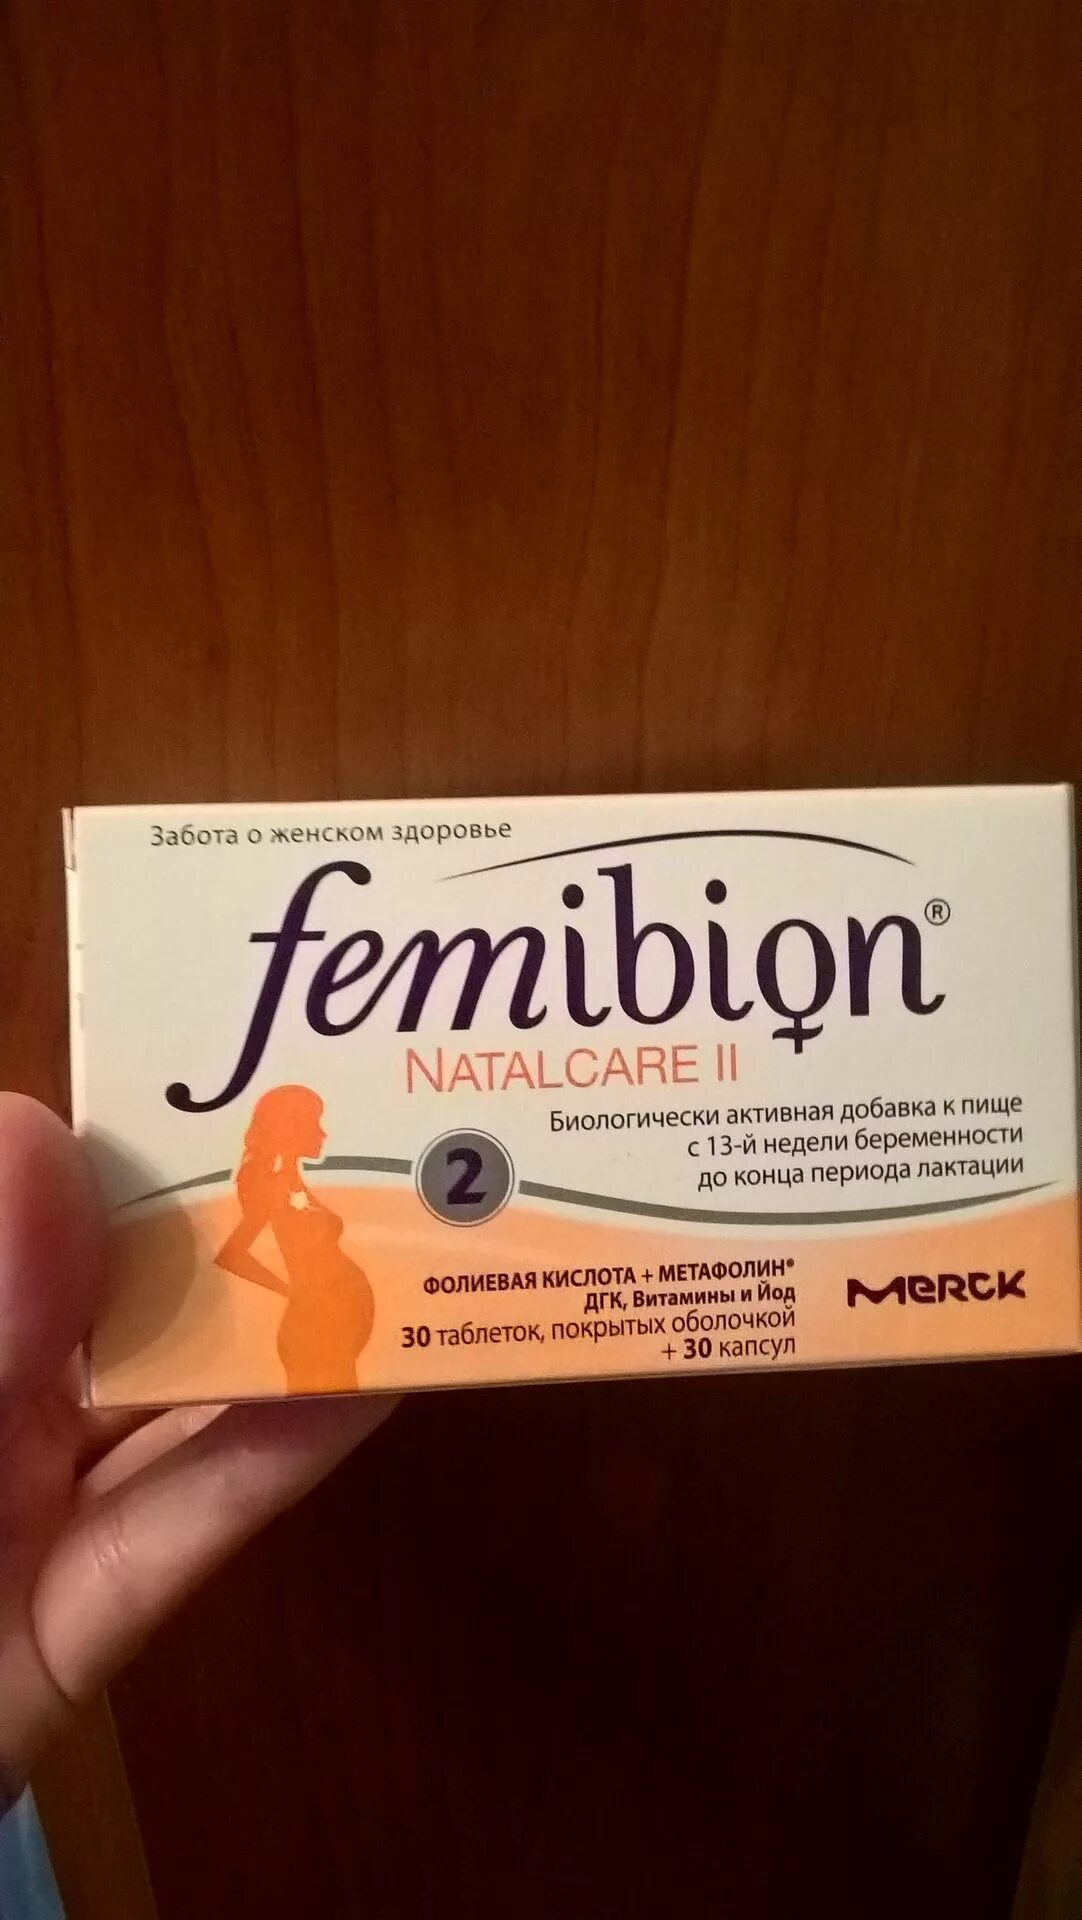 Забота о женском здоровье
femibion®
NATALCARE II
Биологически активная добавка к пище
с 13-й недели беременности
до конца периода лактации
2
ФОЛИЕВАЯ КИСЛОТА + МЕТАФОЛИН®
ДГК, Витамины и Йод
30 таблеток, покрытых оболочкой
+ 30 капсул
MERCK